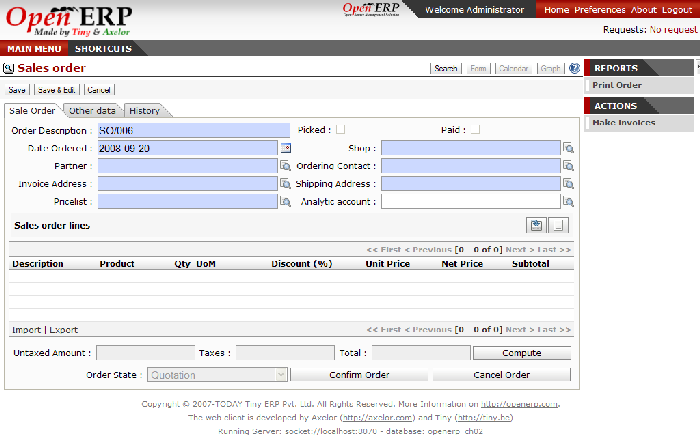 Open ERP
Made by Tiny & Axelor
Open ERP
Welcome Administrator
Home Preferences About Logout
Requests: No request
MAIN MENU SHORTCUTS
Sales order
Search Form Calendar Graph
REPORTS
Print Order
ACTIONS
Make Invoices
Save Save & Edit Cancel
Sale Order Other data History
Order Description : SO/006 Picked : Paid :
Date Ordered : 2008-09-20 Shop :
Partner : Ordering Contact :
Invoice Address : Shipping Address :
Pricelist : Analytic account :
Sales order lines
<< First < Previous [0 - 0 of 0] Next > Last >>
Description Product Qty UoM Discount (%) Unit Price Net Price Subtotal
Import | Export << First < Previous [0 - 0 of 0] Next > Last >>
Untaxed Amount : Taxes : Total : Compute
Order State : Quotation Confirm Order Cancel Order
Copyright © 2007-TODAY Tiny ERP Pvt. Ltd. All Rights Reserved. More Information on http://openerp.com.
The web client is developed by Axelor (http://axelor.com) and Tiny (http://tiny.be)
Running Server: socket://localhost:3070 - database: openerp_ch02